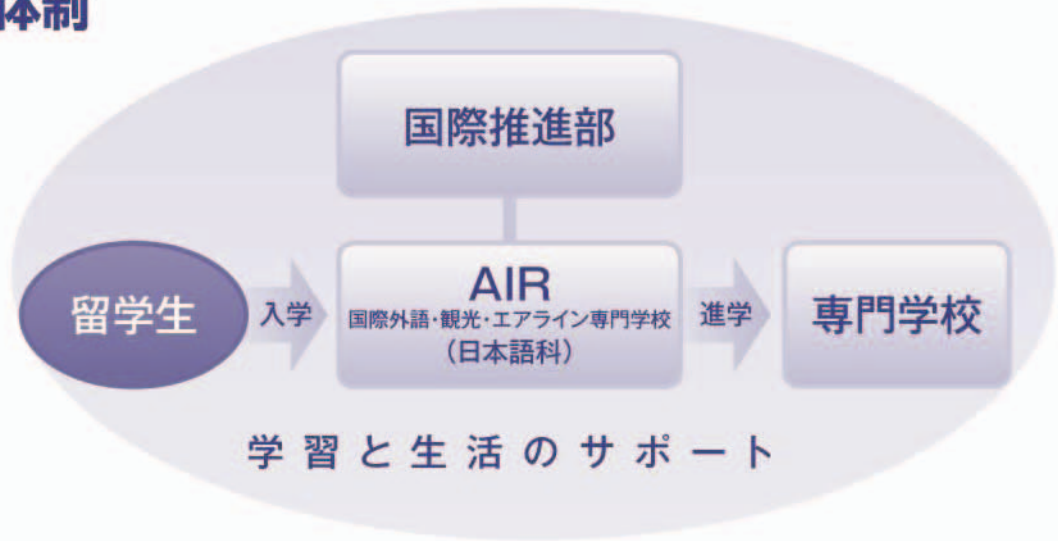 体制
国際推進部
留学生
入学
AIR
国際外語・観光・エアライン専門学校
（日本語科）
進学
専門学校
学習と生活のサポート